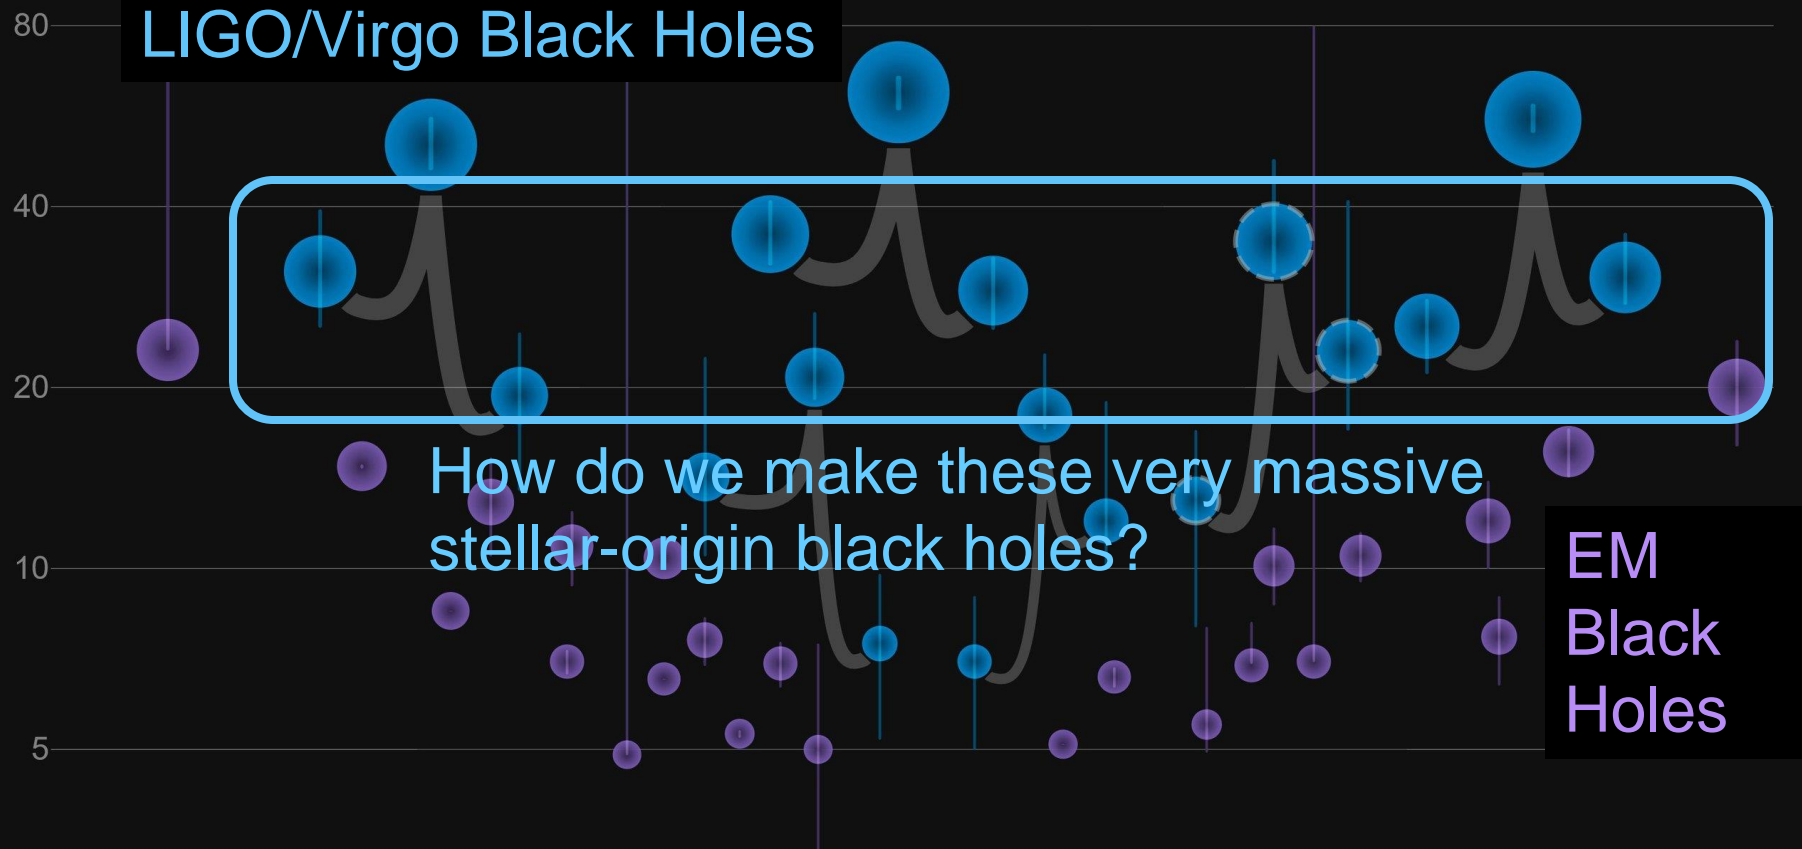 80
LIGO/Virgo Black Holes
40
20
How do we make these very massive
stellar-origin black holes?
10
EM
Black
Holes
5